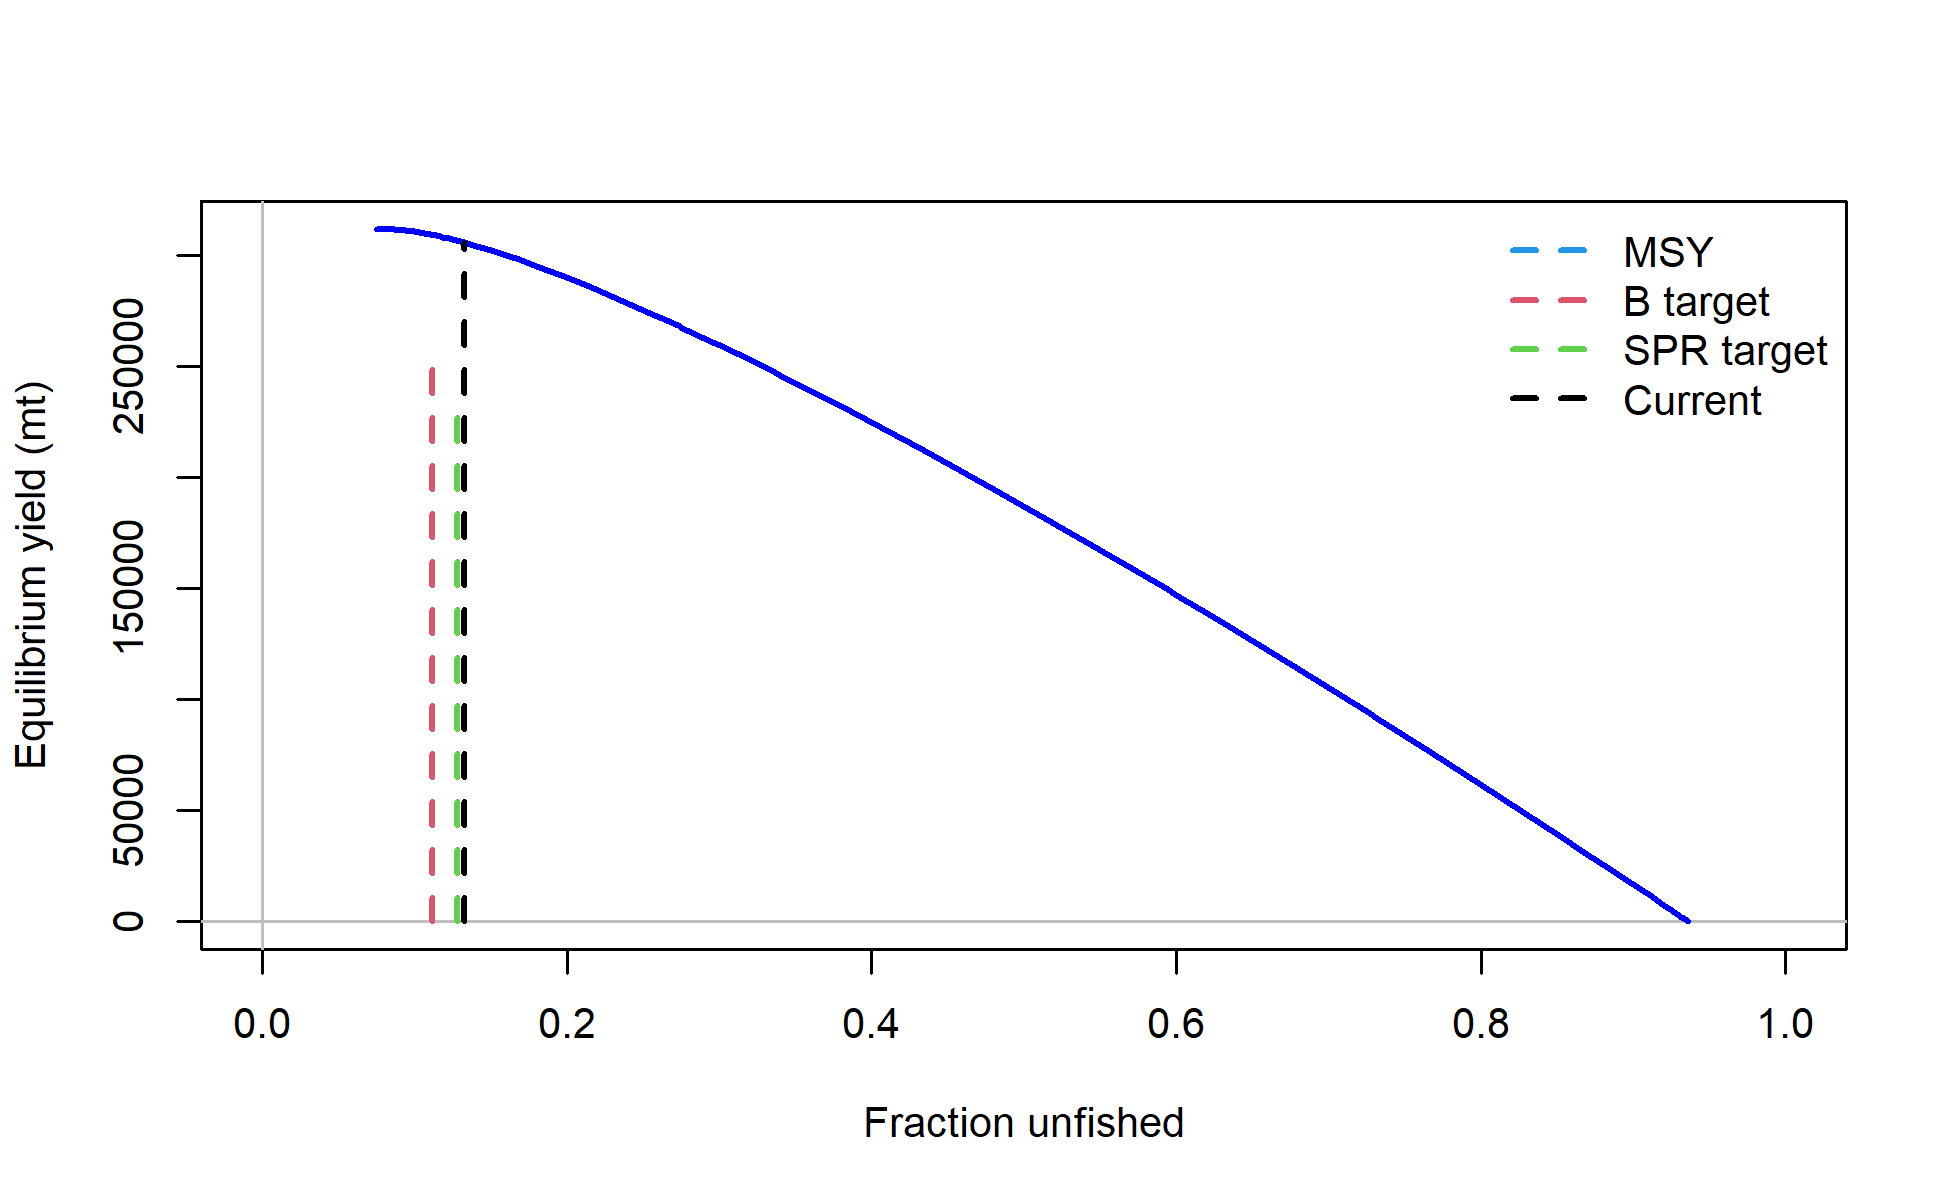 MSY
B target
SPR target
Current
Equilibrium yield (mt)
250000
150000
50000
0
0.0 0.2 0.4 0.6 0.8 1.0
Fraction unfished